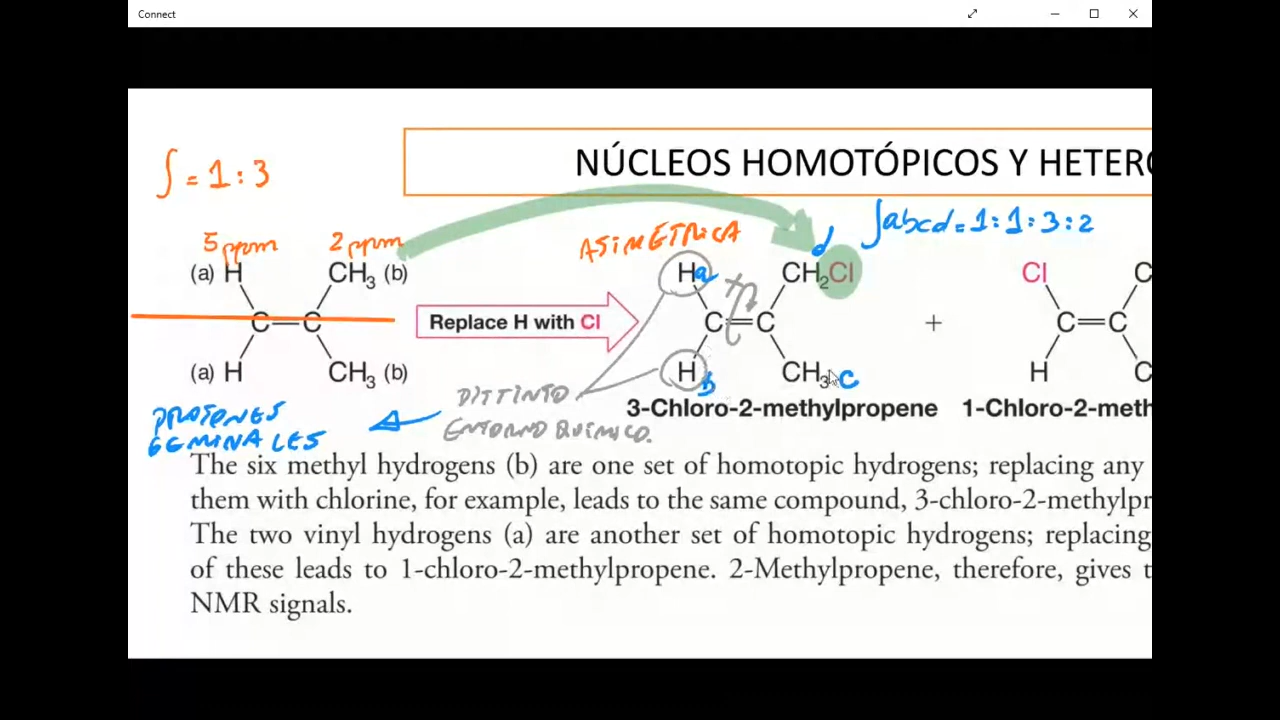 Connect
NÚCLEOS HOMOTÓPICOS Y HETERO
∫ = 1:3
∫abcd = 1:1:3:2
5 ppm 2 ppm
ASIMETRICA
d
(a) H CH₃ (b)
H a CH₂Cl
Cl C
C=C
Replace H with Cl
C=C
+
C=C
(a) H CH₃ (b)
H b CH₃ c
H C
DISTINTO
ENTORNO QUIMICO.
PROTONES
GEMINALES
3-Chloro-2-methylpropene 1-Chloro-2-meth
The six methyl hydrogens (b) are one set of homotopic hydrogens; replacing any
them with chlorine, for example, leads to the same compound, 3-chloro-2-methylpr
The two vinyl hydrogens (a) are another set of homotopic hydrogens; replacing
of these leads to 1-chloro-2-methylpropene. 2-Methylpropene, therefore, gives t
NMR signals.